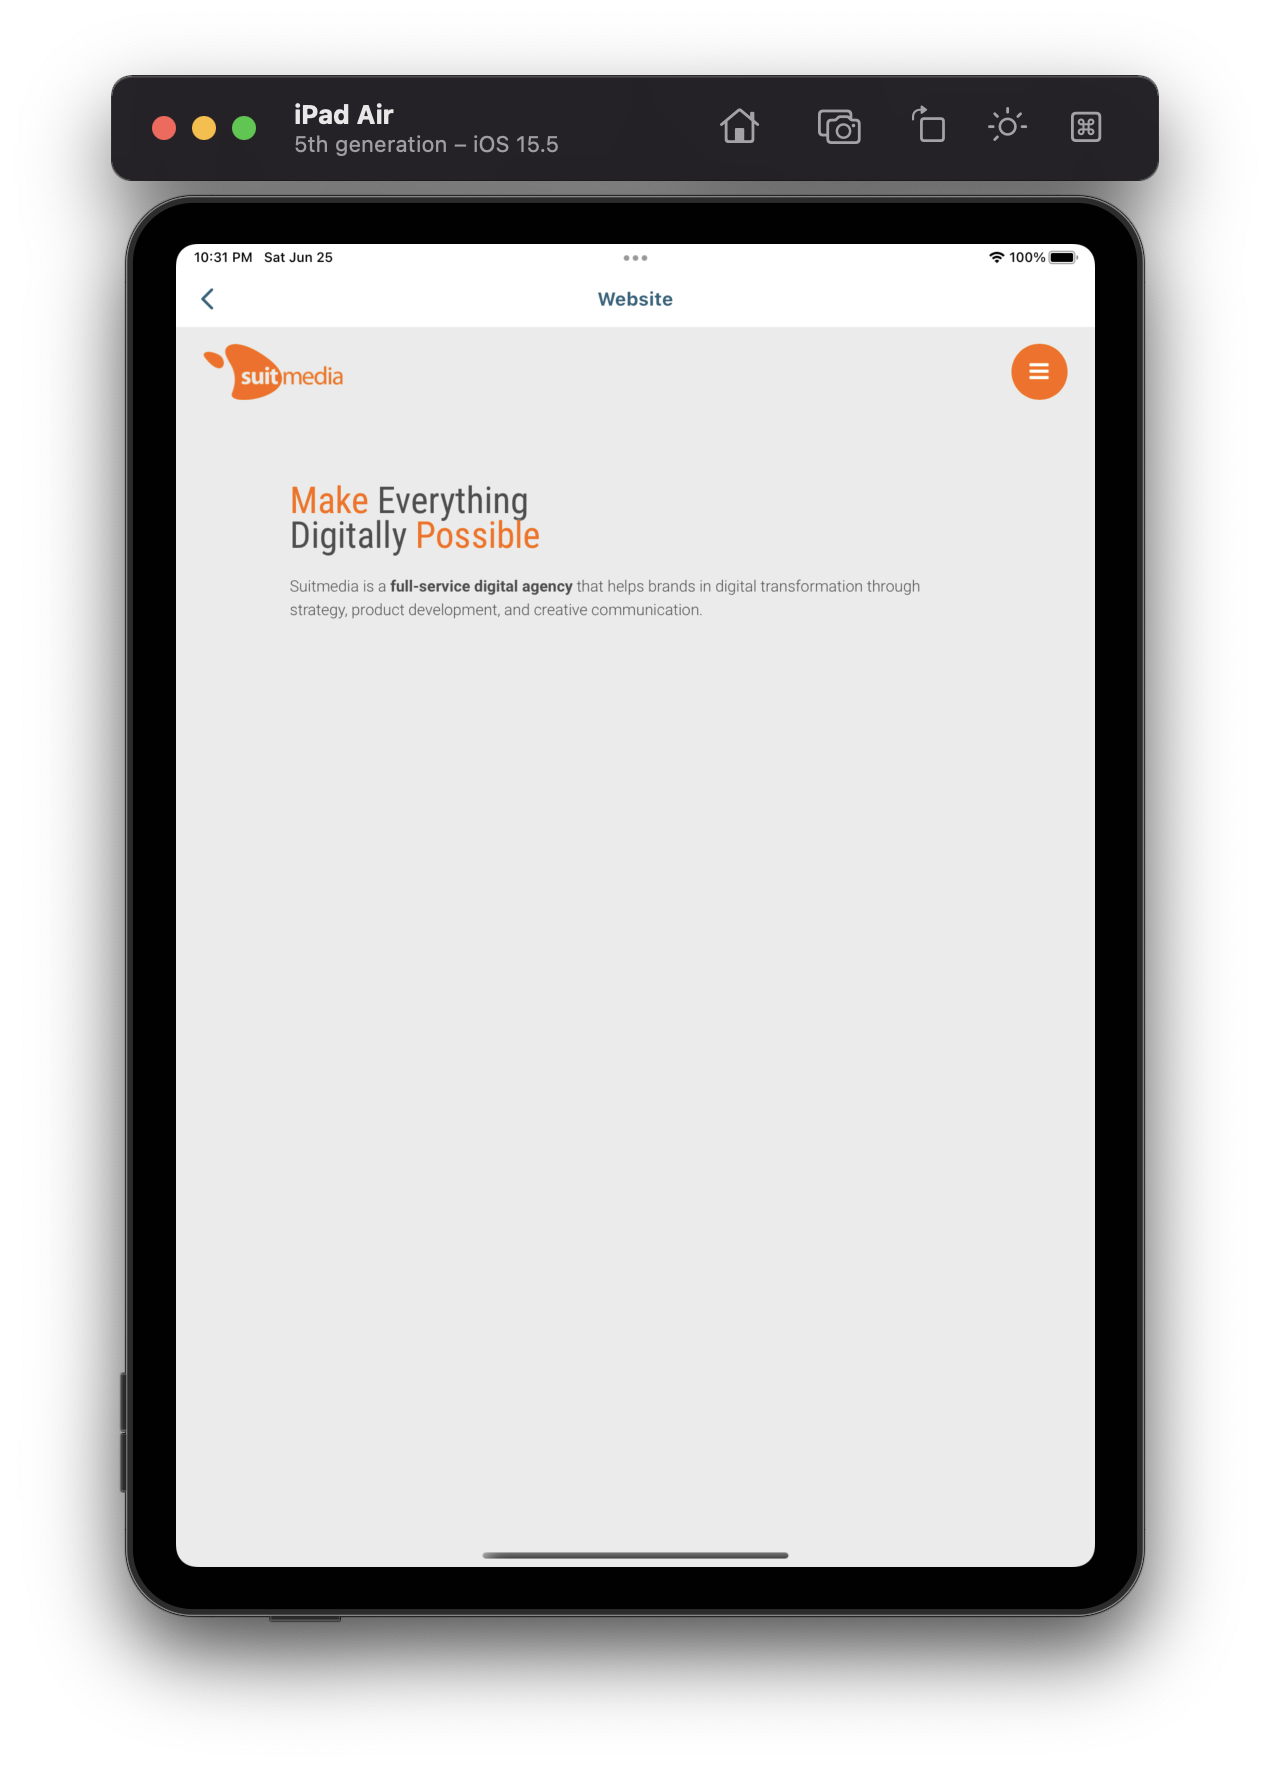 iPad Air
5th generation – iOS 15.5
10:31 PM Sat Jun 25
100%
Website
suitmedia
Make Everything
Digitally Possible
Suitmedia is a full-service digital agency that helps brands in digital transformation through
strategy, product development, and creative communication.